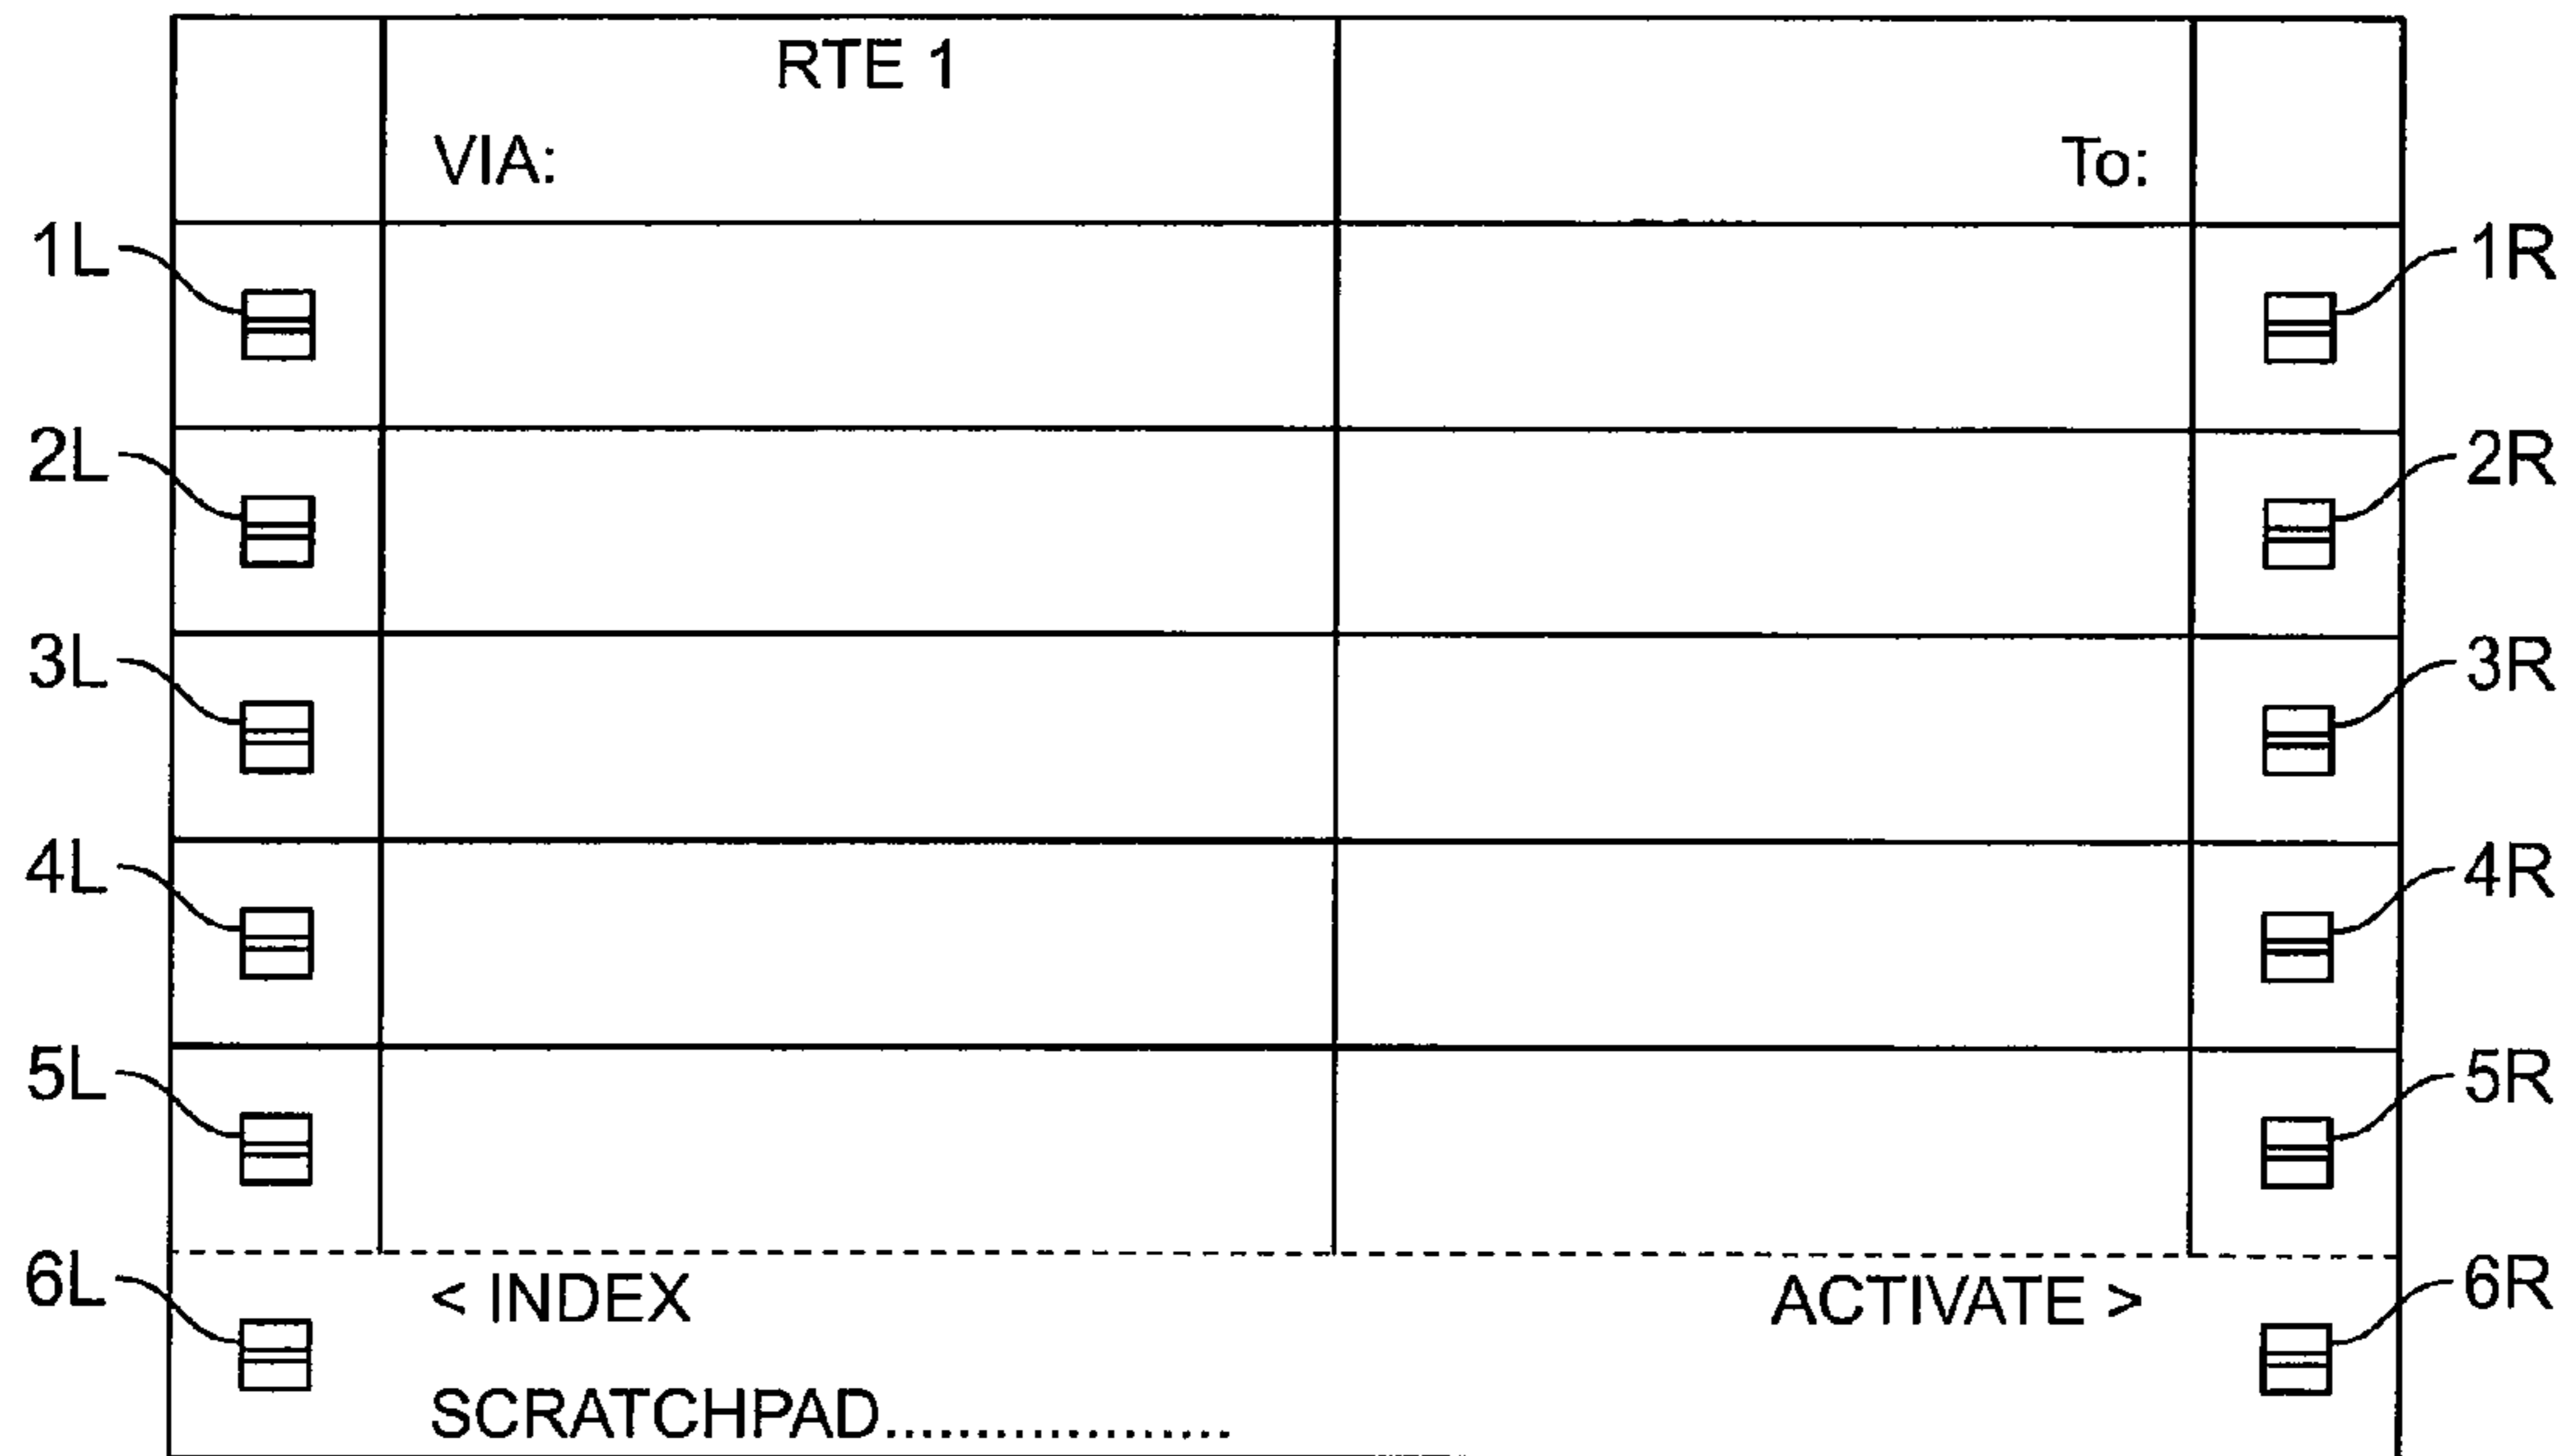 RTE 1
VIA: To:
1L 1R
2L 2R
3L 3R
4L 4R
5L 5R
6L < INDEX ACTIVATE > 6R
SCRATCHPAD...................